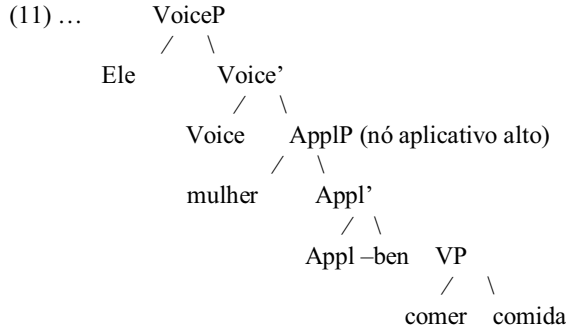 (11) … VoiceP
Ele Voice’
Voice ApplP (nó aplicativo alto)
mulher Appl’
Appl –ben VP
comer comida